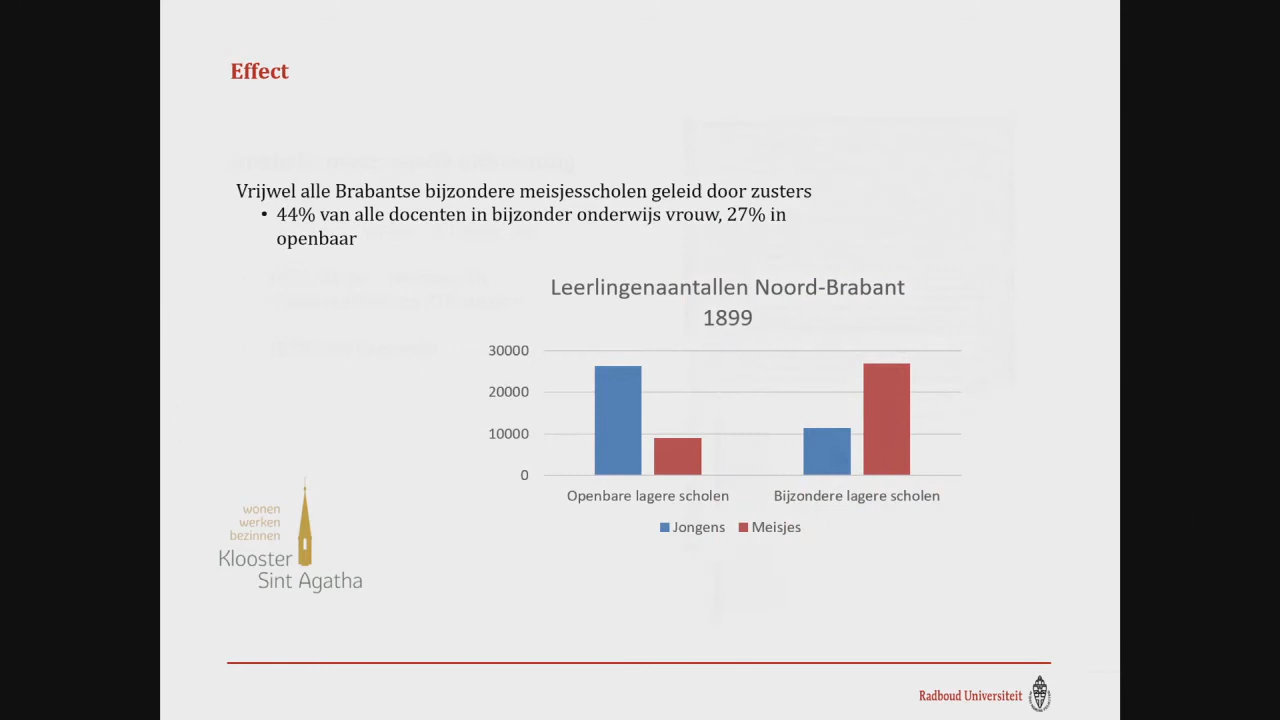 Effect
Vrijwel alle Brabantse bijzondere meisjesscholen geleid door zusters
• 44% van alle docenten in bijzonder onderwijs vrouw, 27% in
openbaar
Leerlingenaantallen Noord-Brabant
1899
30000
20000
10000
0
Openbare lagere scholen Bijzondere lagere scholen
Jongens Meisjes
wonen
werken
bezinnen
Klooster
Sint Agatha
Radboud Universiteit